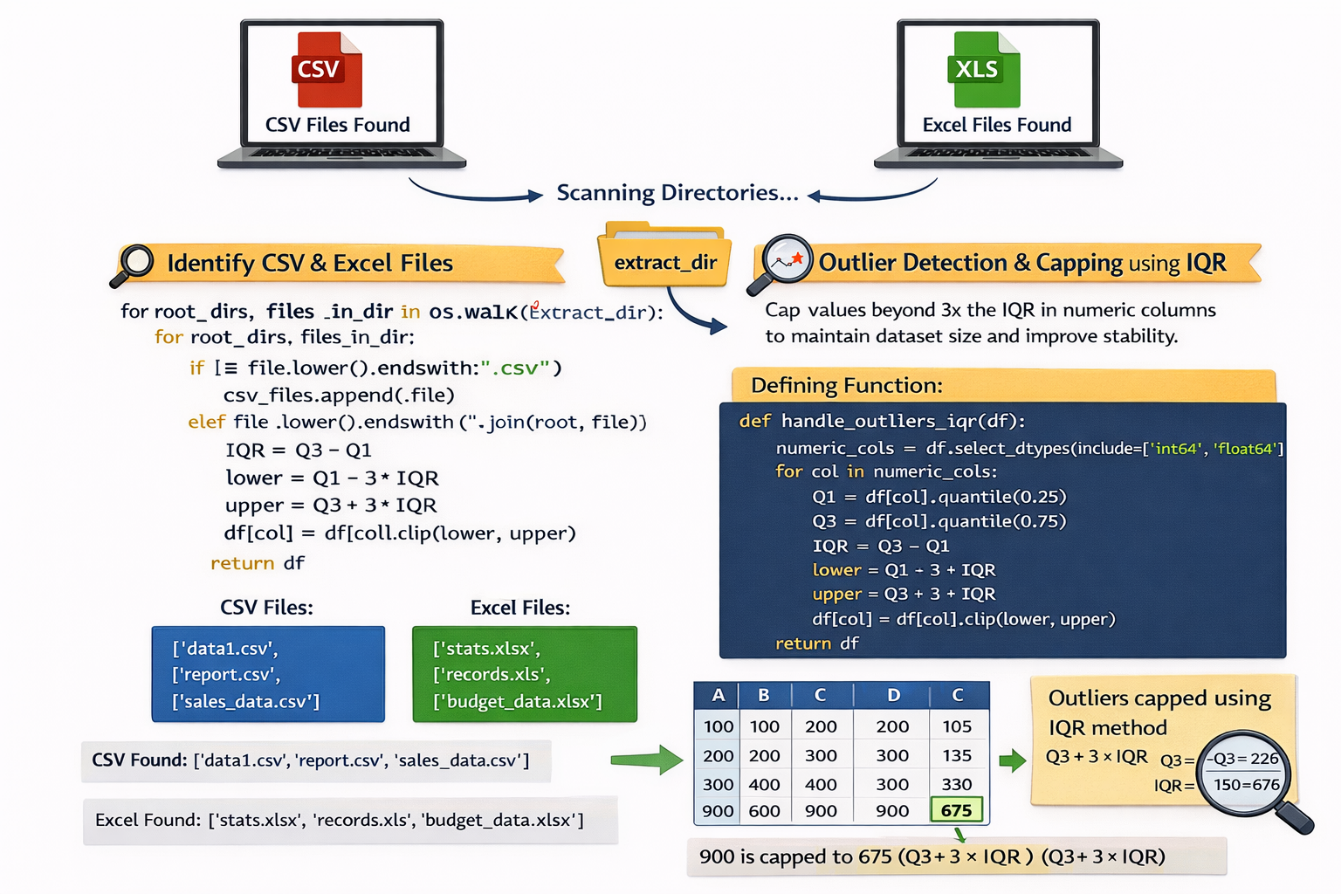 CSV
CSV Files Found
XLS
Excel Files Found
Scanning Directories...
extract_dir
Identify CSV & Excel Files
for root_dirs, files _in_dir in os.walk(Extract_dir):
for root_dirs, files_in_dir:
if [≡ file.lower().endswith:".csv")
csv_files.append(.file)
elef file .lower().endswith (".join(root, file))
IQR = Q3 – Q1
lower = Q1 – 3* IQR
upper = Q3 + 3* IQR
df[col] = df[coll.clip(lower, upper)
return df
CSV Files:
['data1.csv',
['report.csv',
['sales_data.csv']
Excel Files:
['stats.xlsx',
['records.xls',
['budget_data.xlsx']
CSV Found: ['data1.csv', 'report.csv', 'sales_data.csv']
Excel Found: ['stats.xlsx', 'records.xls', 'budget_data.xlsx']
Outlier Detection & Capping using IQR
Cap values beyond 3x the IQR in numeric columns
to maintain dataset size and improve stability.
Defining Function:
def handle_outliers_iqr(df):
numeric_cols = df.select_dtypes(include=['int64', 'float64']
for col in numeric_cols:
Q1 = df[col].quantile(0.25)
Q3 = df[col].quantile(0.75)
IQR = Q3 – Q1
lower = Q1 - 3 + IQR
upper = Q3 + 3 + IQR
df[col] = df[col].clip(lower, upper)
return df
A B C D C
100 100 200 200 105
200 200 300 300 135
300 400 400 300 330
900 600 900 900 675
Outliers capped using
IQR method
Q3 + 3 × IQR Q3= -Q3 = 226
IQR= 150=676
900 is capped to 675 (Q3+ 3 × IQR ) (Q3+ 3 × IQR)